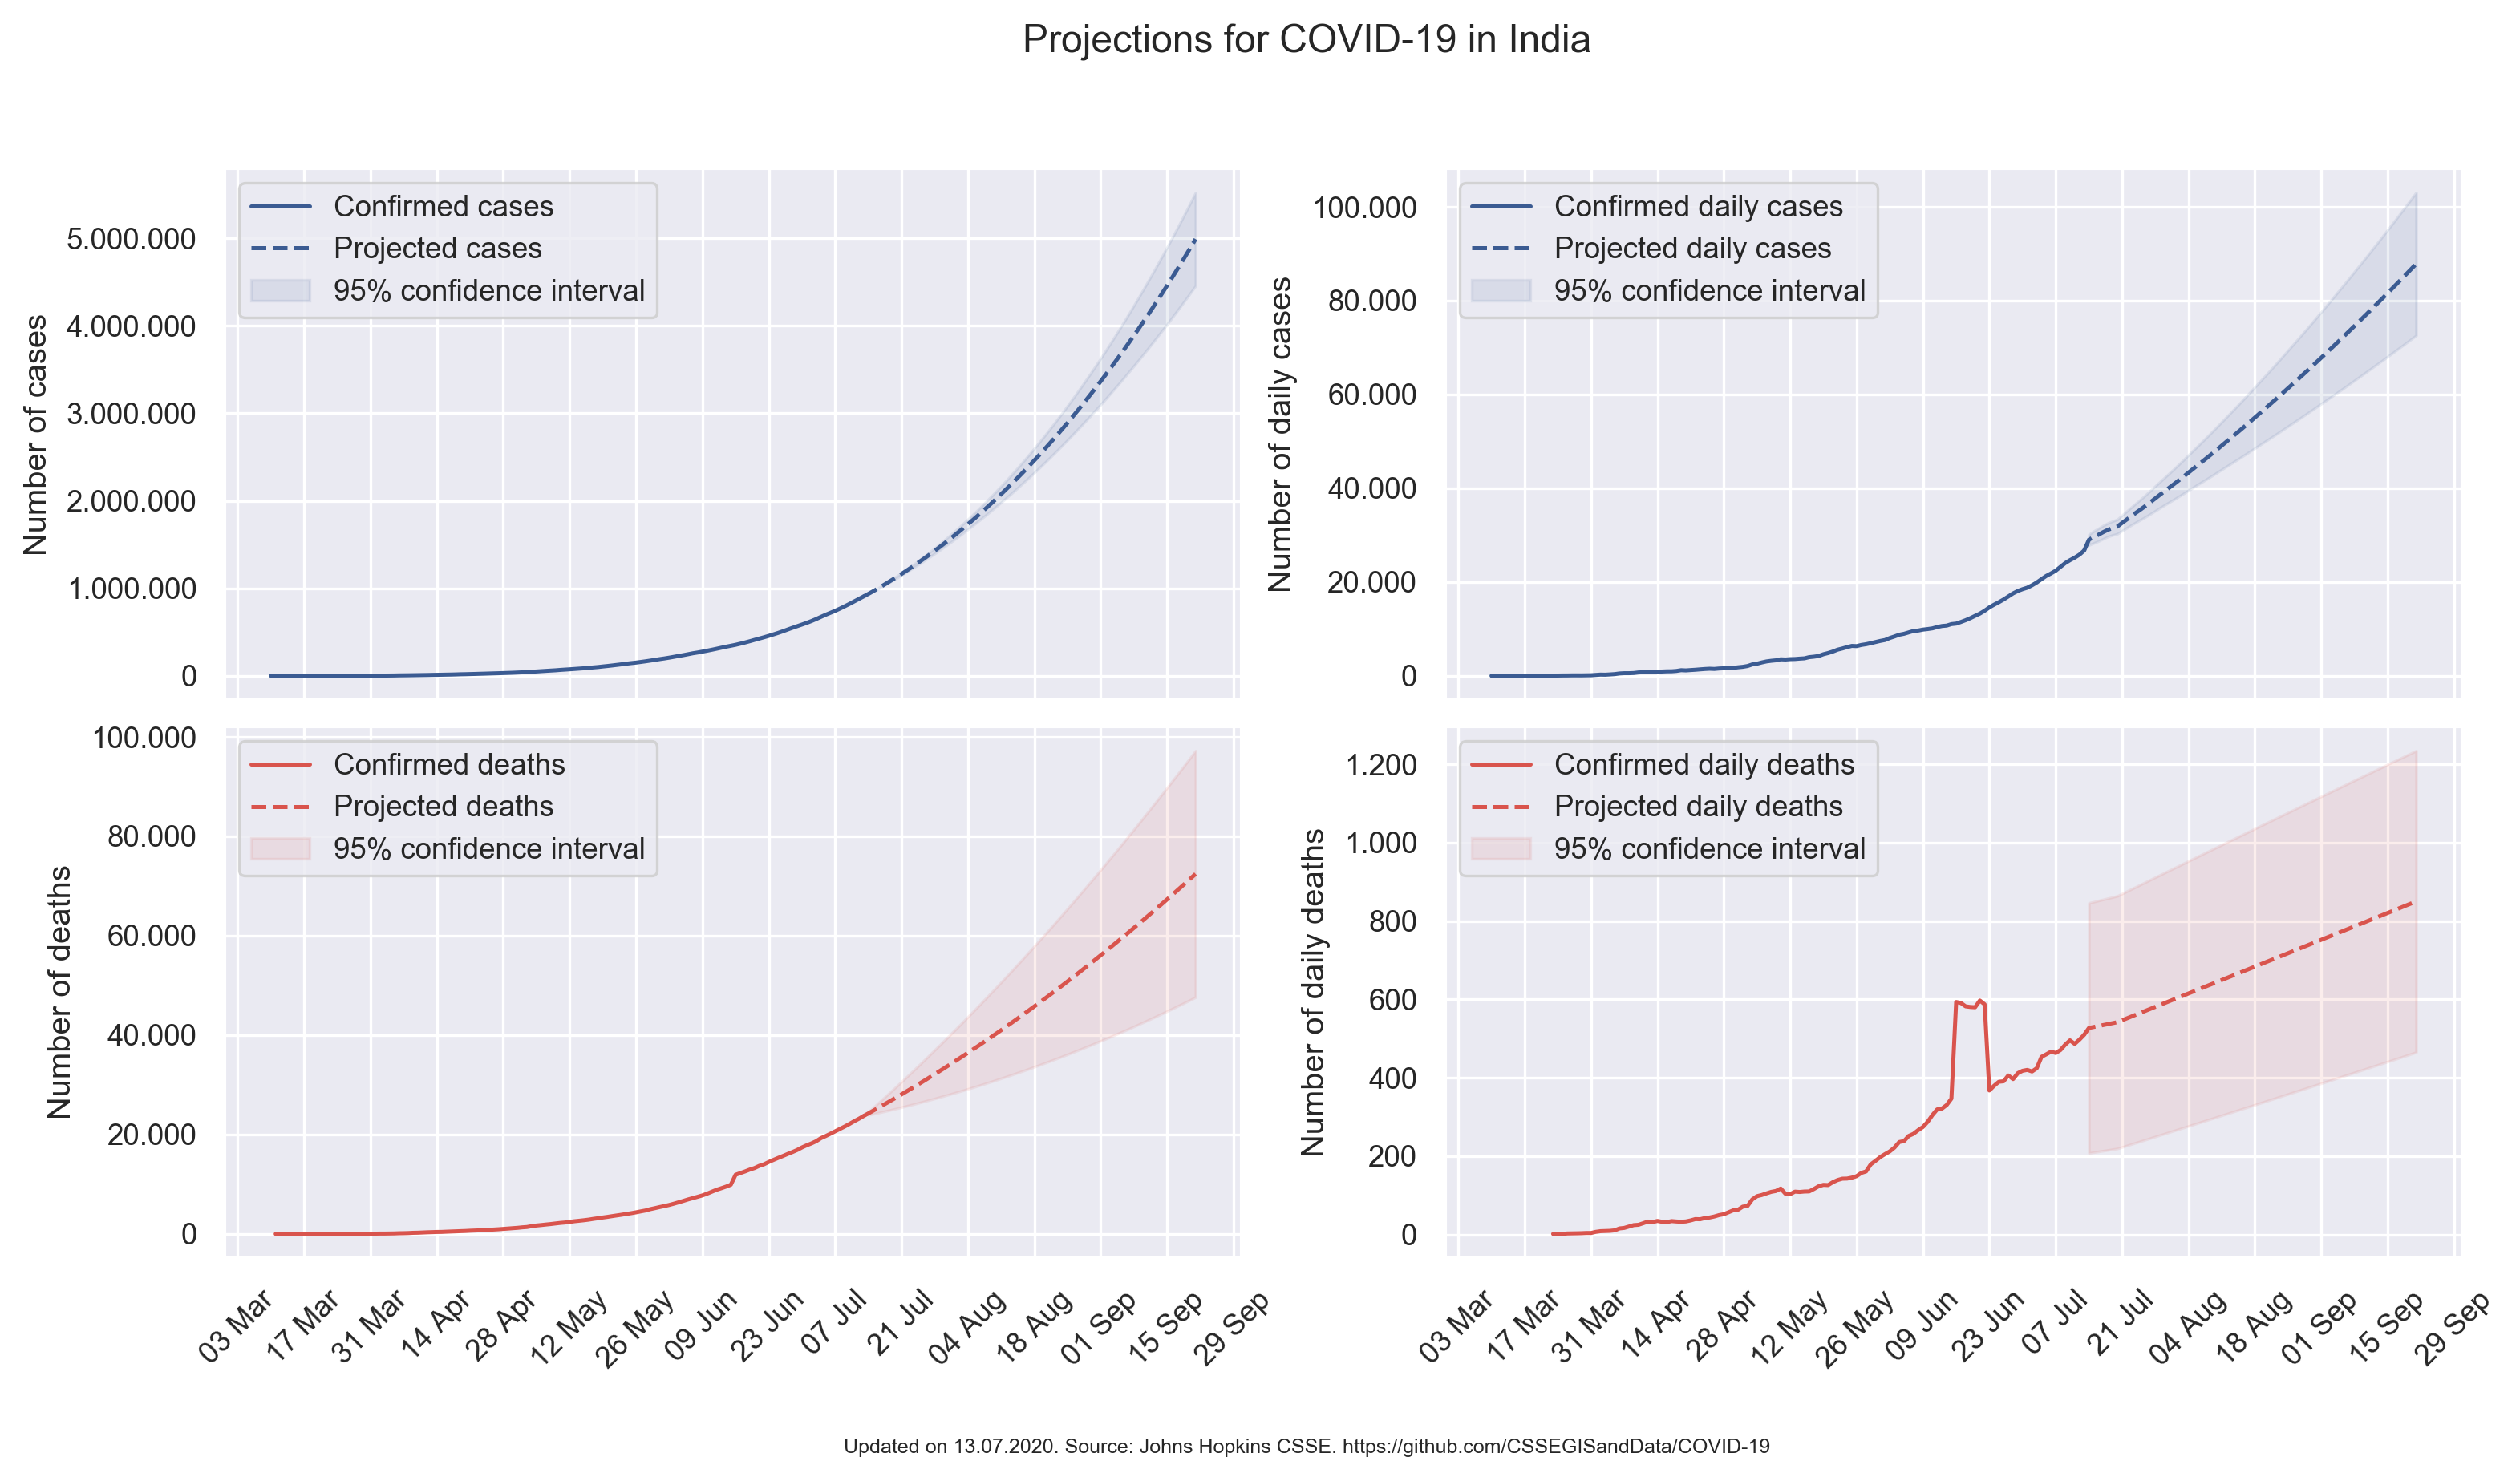 Projections for COVID-19 in India
Number of cases
5.000.000
4.000.000
3.000.000
2.000.000
1.000.000
0
Confirmed cases
Projected cases
95% confidence interval
Number of daily cases
100.000
80.000
60.000
40.000
20.000
0
Confirmed daily cases
Projected daily cases
95% confidence interval
Number of deaths
100.000
80.000
60.000
40.000
20.000
0
Confirmed deaths
Projected deaths
95% confidence interval
03 Mar
17 Mar
31 Mar
14 Apr
28 Apr
12 May
26 May
09 Jun
23 Jun
07 Jul
21 Jul
04 Aug
18 Aug
01 Sep
15 Sep
29 Sep
Number of daily deaths
1.200
1.000
800
600
400
200
0
Confirmed daily deaths
Projected daily deaths
95% confidence interval
03 Mar
17 Mar
31 Mar
14 Apr
28 Apr
12 May
26 May
09 Jun
23 Jun
07 Jul
21 Jul
04 Aug
18 Aug
01 Sep
15 Sep
29 Sep
Updated on 13.07.2020. Source: Johns Hopkins CSSE. https://github.com/CSSEGISandData/COVID-19